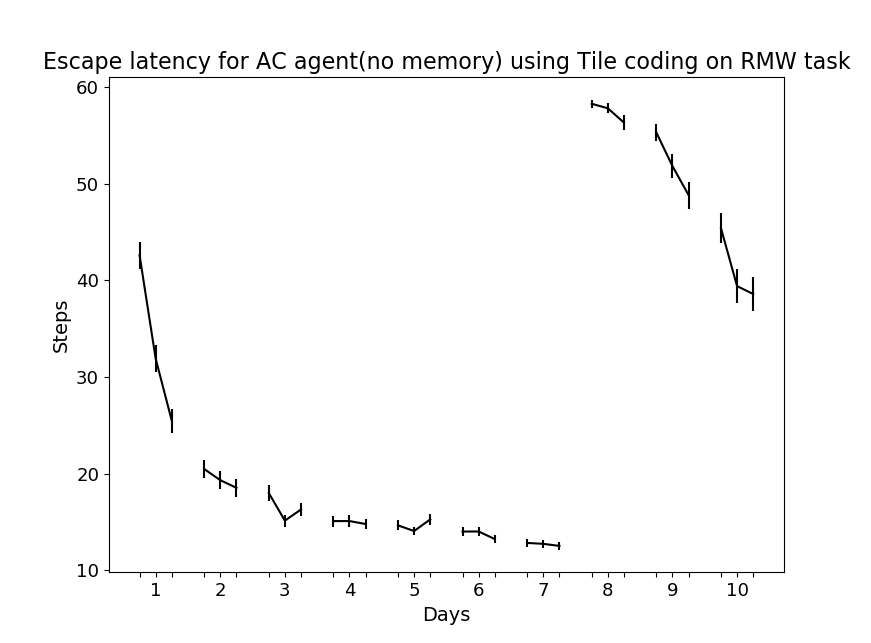 Escape latency for AC agent(no memory) using Tile coding on RMW task
60
50
40
30
20
10
Steps
1 2 3 4 5 6 7 8 9 10
Days